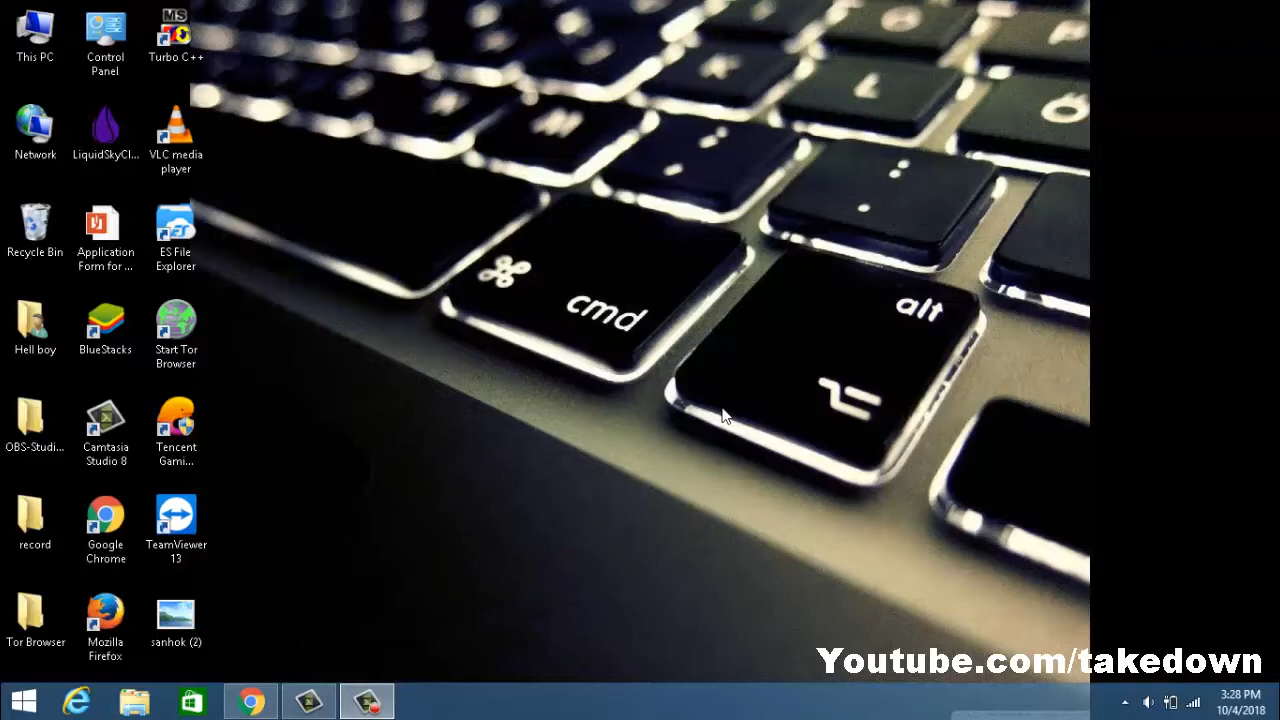 This PC
Control
Panel
MS
Turbo C++
Network
LiquidSkyCl...
VLC media
player
Recycle Bin
Application
Form for ...
ES File
Explorer
Hell boy
BlueStacks
Start Tor
Browser
OBS-Studi...
Camtasia
Studio 8
Tencent
Gami...
record
Google
Chrome
TeamViewer
13
Tor Browser
Mozilla
Firefox
sanhok (2)
K
L
M
cmd
alt
Youtube.com/takedown
3:28 PM
10/4/2018